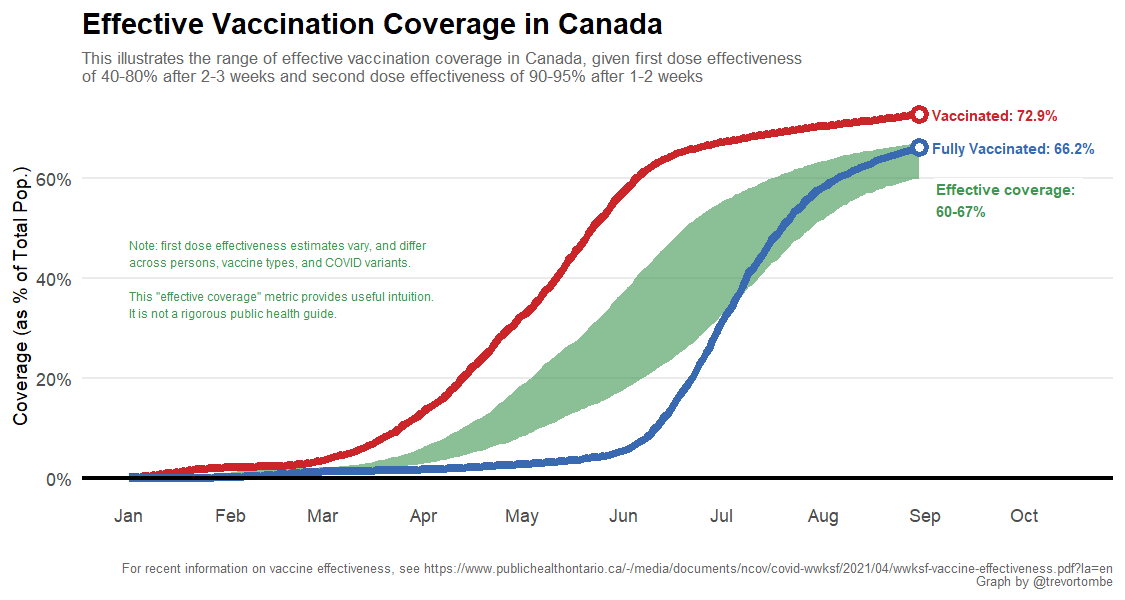 Effective Vaccination Coverage in Canada
This illustrates the range of effective vaccination coverage in Canada, given first dose effectiveness
of 40-80% after 2-3 weeks and second dose effectiveness of 90-95% after 1-2 weeks
Vaccinated: 72.9%
Fully Vaccinated: 66.2%
Effective coverage:
60-67%
Coverage (as % of Total Pop.)
60%
40%
20%
0%
Note: first dose effectiveness estimates vary, and differ
across persons, vaccine types, and COVID variants.
This "effective coverage" metric provides useful intuition.
It is not a rigorous public health guide.
Jan Feb Mar Apr May Jun Jul Aug Sep Oct
For recent information on vaccine effectiveness, see https://www.publichealthontario.ca/-/media/documents/ncov/covid-wwksf/2021/04/wwksf-vaccine-effectiveness.pdf?la=en
Graph by @trevortombe